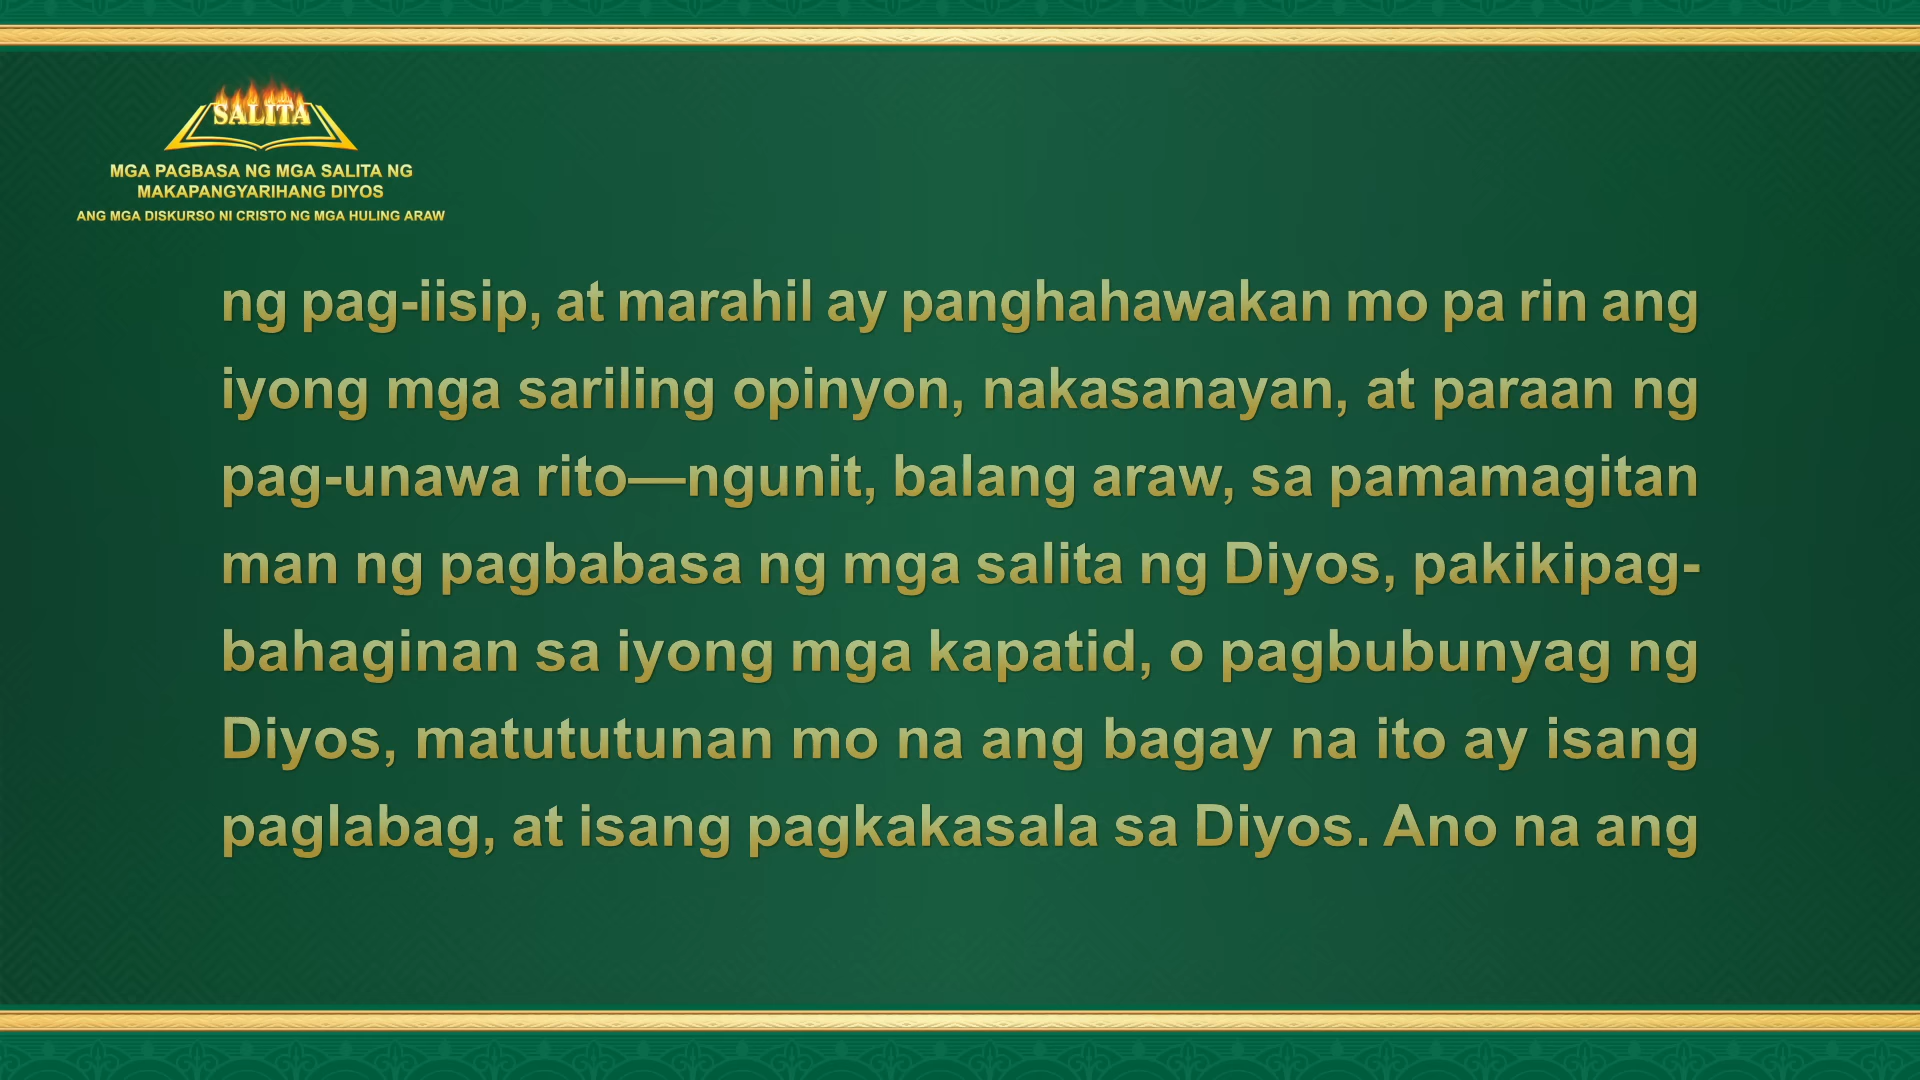 SALITA
MGA PAGBASA NG MGA SALITA NG
MAKAPANGYARIHANG DIYOS
ANG MGA DISKURSO NI CRISTO NG MGA HULING ARAW
ng pag-iisip, at marahil ay panghahawakan mo pa rin ang
iyong mga sariling opinyon, nakasanayan, at paraan ng
pag-unawa rito—ngunit, balang araw, sa pamamagitan
man ng pagbabasa ng mga salita ng Diyos, pakikipag-
bahaginan sa iyong mga kapatid, o pagbubunyag ng
Diyos, matututunan mo na ang bagay na ito ay isang
paglabag, at isang pagkakasala sa Diyos. Ano na ang